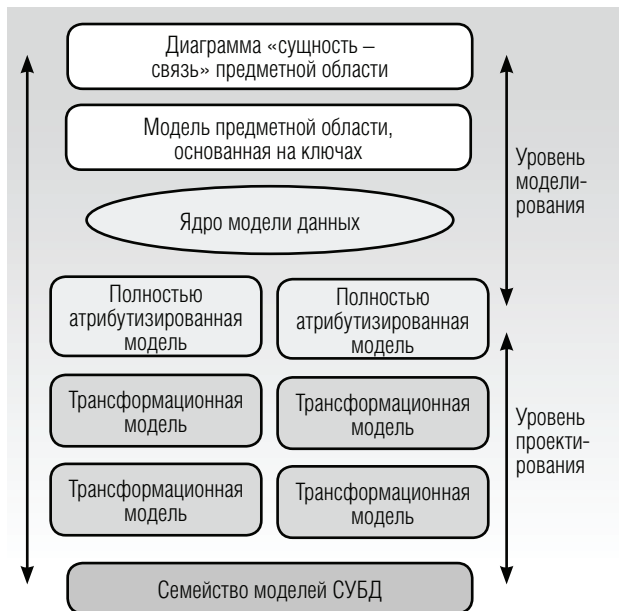 Диаграмма «сущность –
связь» предметной области
Модель предметной области,
основанная на ключах
Уровень
модели-
рования
Ядро модели данных
Полностью
атрибутизированная
модель
Полностью
атрибутизированная
модель
Трансформационная
модель
Трансформационная
модель
Уровень
проекти-
рования
Трансформационная
модель
Трансформационная
модель
Семейство моделей СУБД